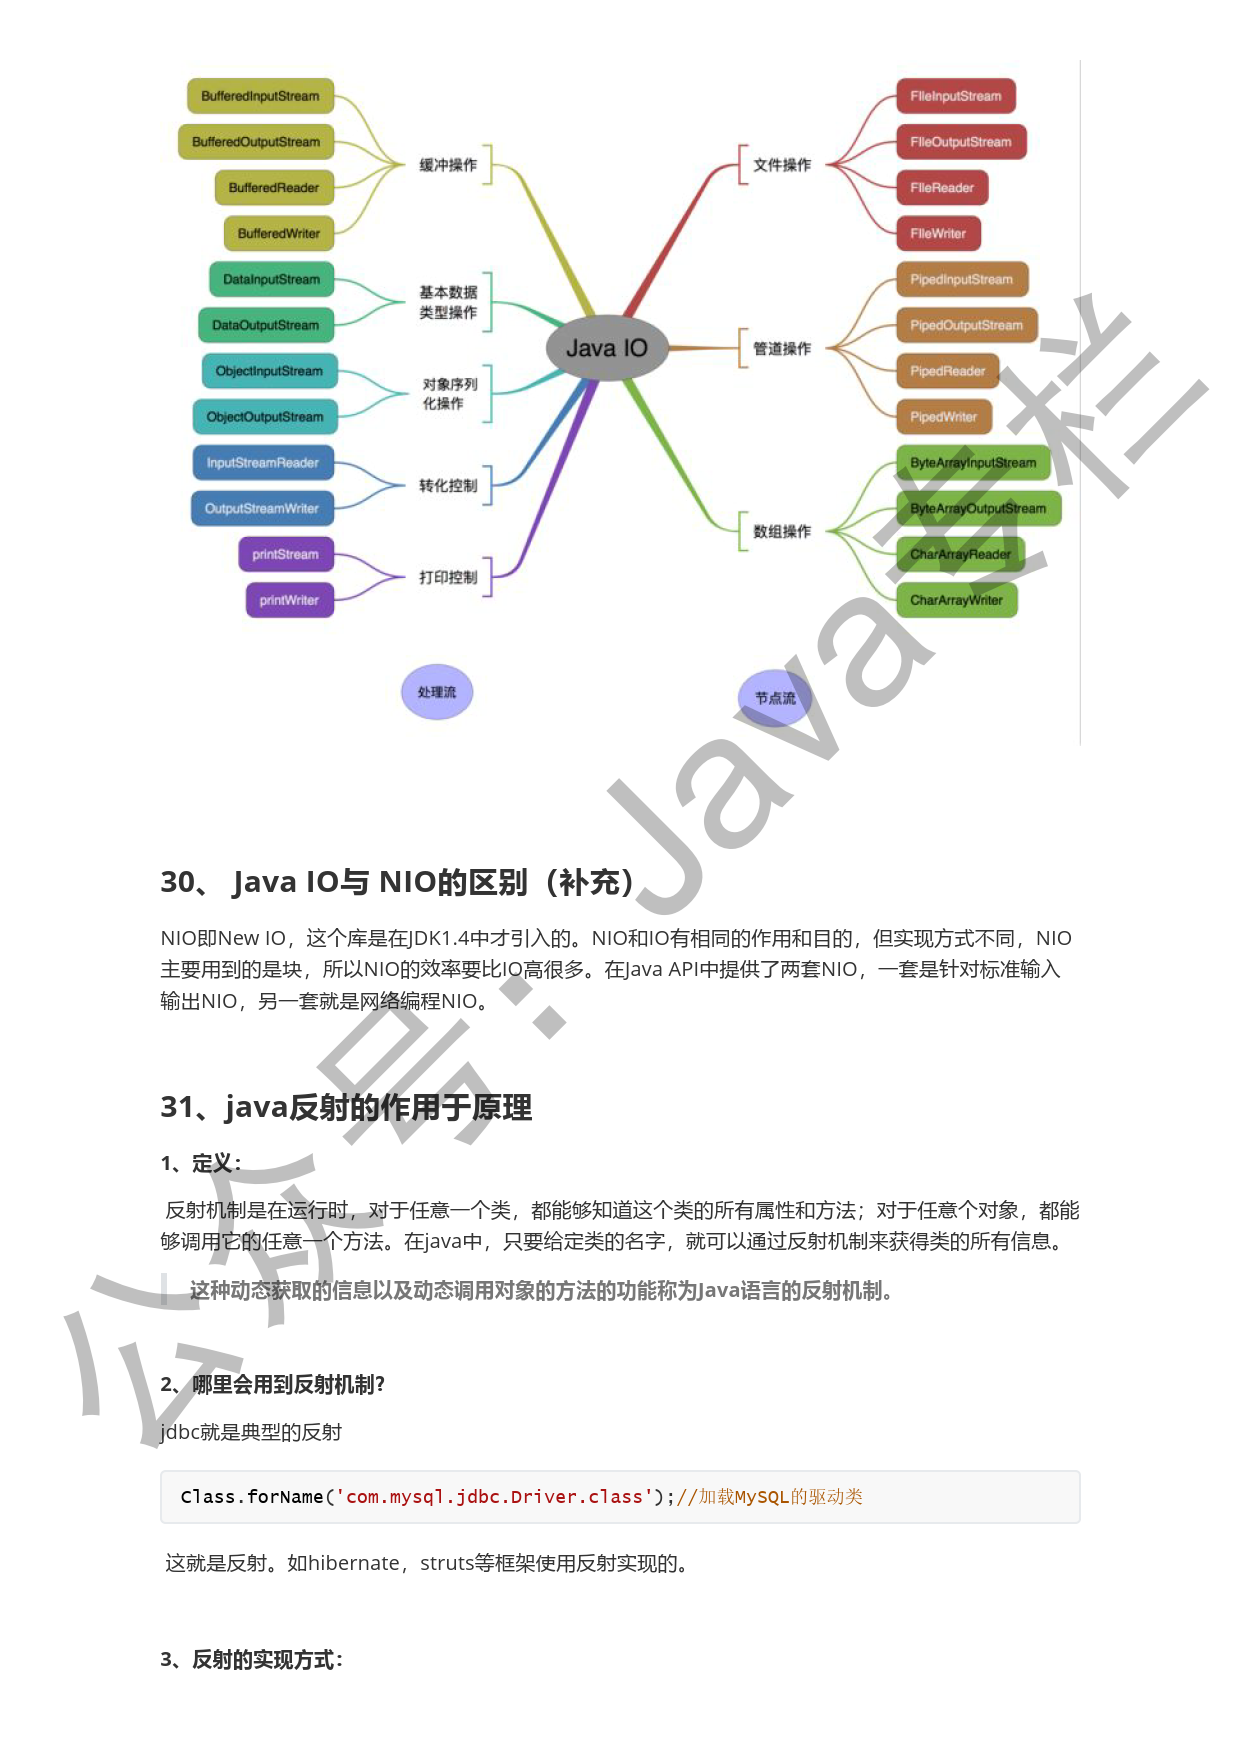 BufferedInputStream
BufferedOutputStream
BufferedReader
BufferedWriter
缓冲操作
DataInputStream
DataOutputStream
基本数据
类型操作
ObjectInputStream
ObjectOutputStream
对象序列
化操作
InputStreamReader
OutputStreamWriter
转化控制
printStream
printWriter
打印控制
Java IO
文件操作
FIleInputStream
FIleOutputStream
FIleReader
FIleWriter
管道操作
PipedInputStream
PipedOutputStream
PipedReader
PipedWriter
数组操作
ByteArrayInputStream
ByteArrayOutputStream
CharArrayReader
CharArrayWriter
处理流
节点流
公众号：Java专栏
30、 Java IO与 NIO的区别（补充）
NIO即New IO，这个库是在JDK1.4中才引入的。NIO和IO有相同的作用和目的，但实现方式不同，NIO
主要用到的是块，所以NIO的效率要比IO高很多。在Java API中提供了两套NIO，一套是针对标准输入
输出NIO，另一套就是网络编程NIO。
31、java反射的作用于原理
1、定义：
反射机制是在运行时，对于任意一个类，都能够知道这个类的所有属性和方法；对于任意个对象，都能
够调用它的任意一个方法。在java中，只要给定类的名字，就可以通过反射机制来获得类的所有信息。
这种动态获取的信息以及动态调用对象的方法的功能称为Java语言的反射机制。
2、哪里会用到反射机制?
jdbc就是典型的反射
Class.forName('com.mysql.jdbc.Driver.class');//加载MySQL的驱动类
这就是反射。如hibernate，struts等框架使用反射实现的。
3、反射的实现方式：